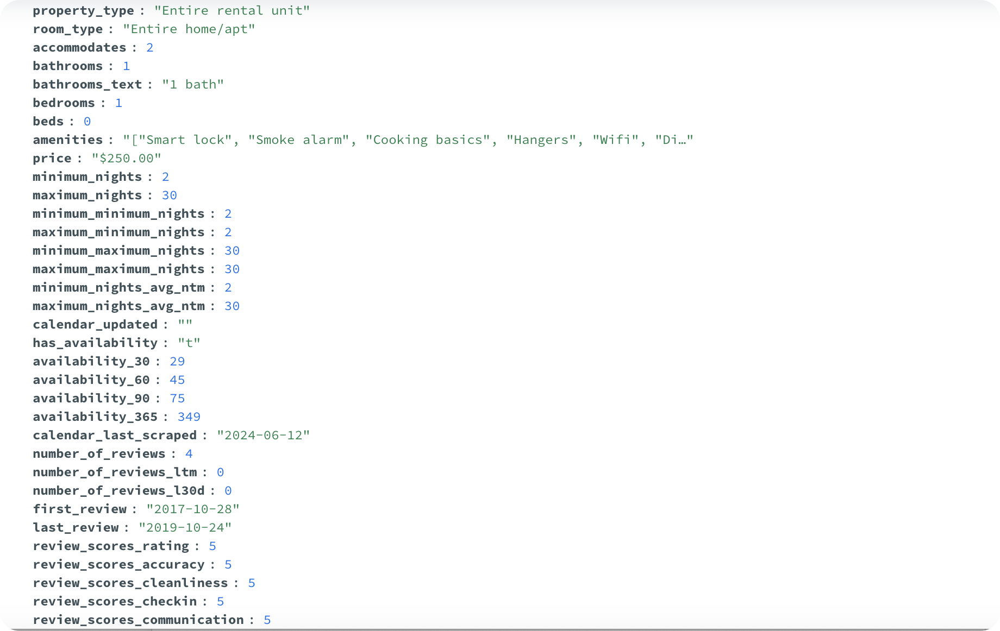 property_type : "Entire rental unit"
room_type : "Entire home/apt"
accommodates : 2
bathrooms : 1
bathrooms_text : "1 bath"
bedrooms : 1
beds : 0
amenities : "["Smart lock", "Smoke alarm", "Cooking basics", "Hangers", "Wifi", "Di…"
price : "$250.00"
minimum_nights : 2
maximum_nights : 30
minimum_minimum_nights : 2
maximum_minimum_nights : 2
minimum_maximum_nights : 30
maximum_maximum_nights : 30
minimum_nights_avg_ntm : 2
maximum_nights_avg_ntm : 30
calendar_updated : ""
has_availability : "t"
availability_30 : 29
availability_60 : 45
availability_90 : 75
availability_365 : 349
calendar_last_scraped : "2024-06-12"
number_of_reviews : 4
number_of_reviews_ltm : 0
number_of_reviews_l30d : 0
first_review : "2017-10-28"
last_review : "2019-10-24"
review_scores_rating : 5
review_scores_accuracy : 5
review_scores_cleanliness : 5
review_scores_checkin : 5
review_scores_communication : 5